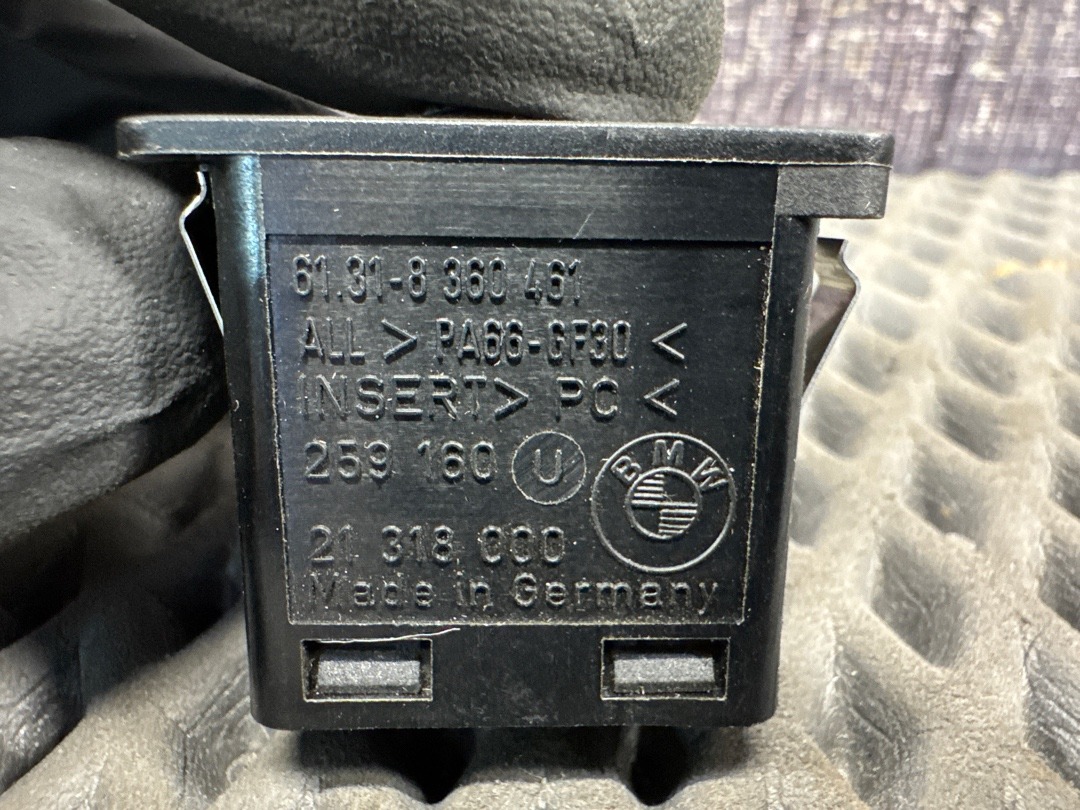 61.31-8 360 461
ALL > PA66-GF30 <
INSERT> PC <
259 160 U
BMW
21 318 000
Made in Germany